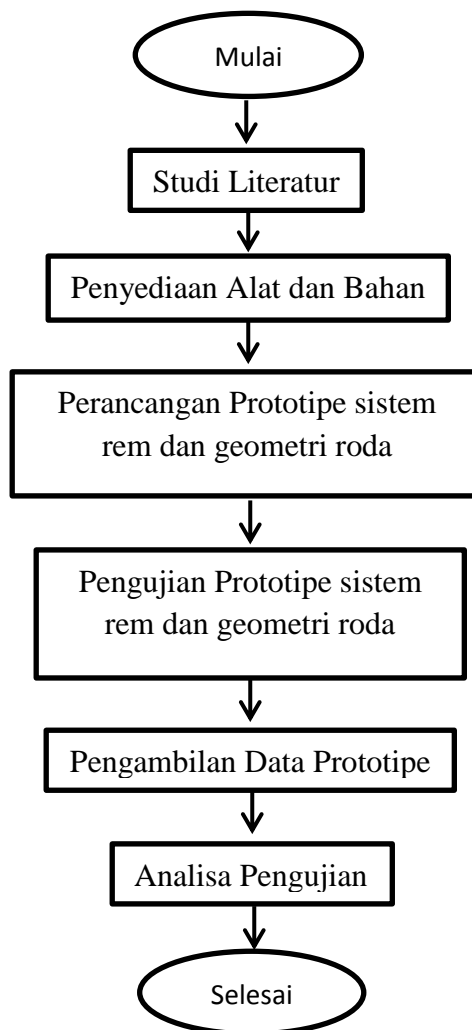 Mulai
Studi Literatur
Penyediaan Alat dan Bahan
Perancangan Prototipe sistem
rem dan geometri roda
Pengujian Prototipe sistem
rem dan geometri roda
Pengambilan Data Prototipe
Analisa Pengujian
Selesai